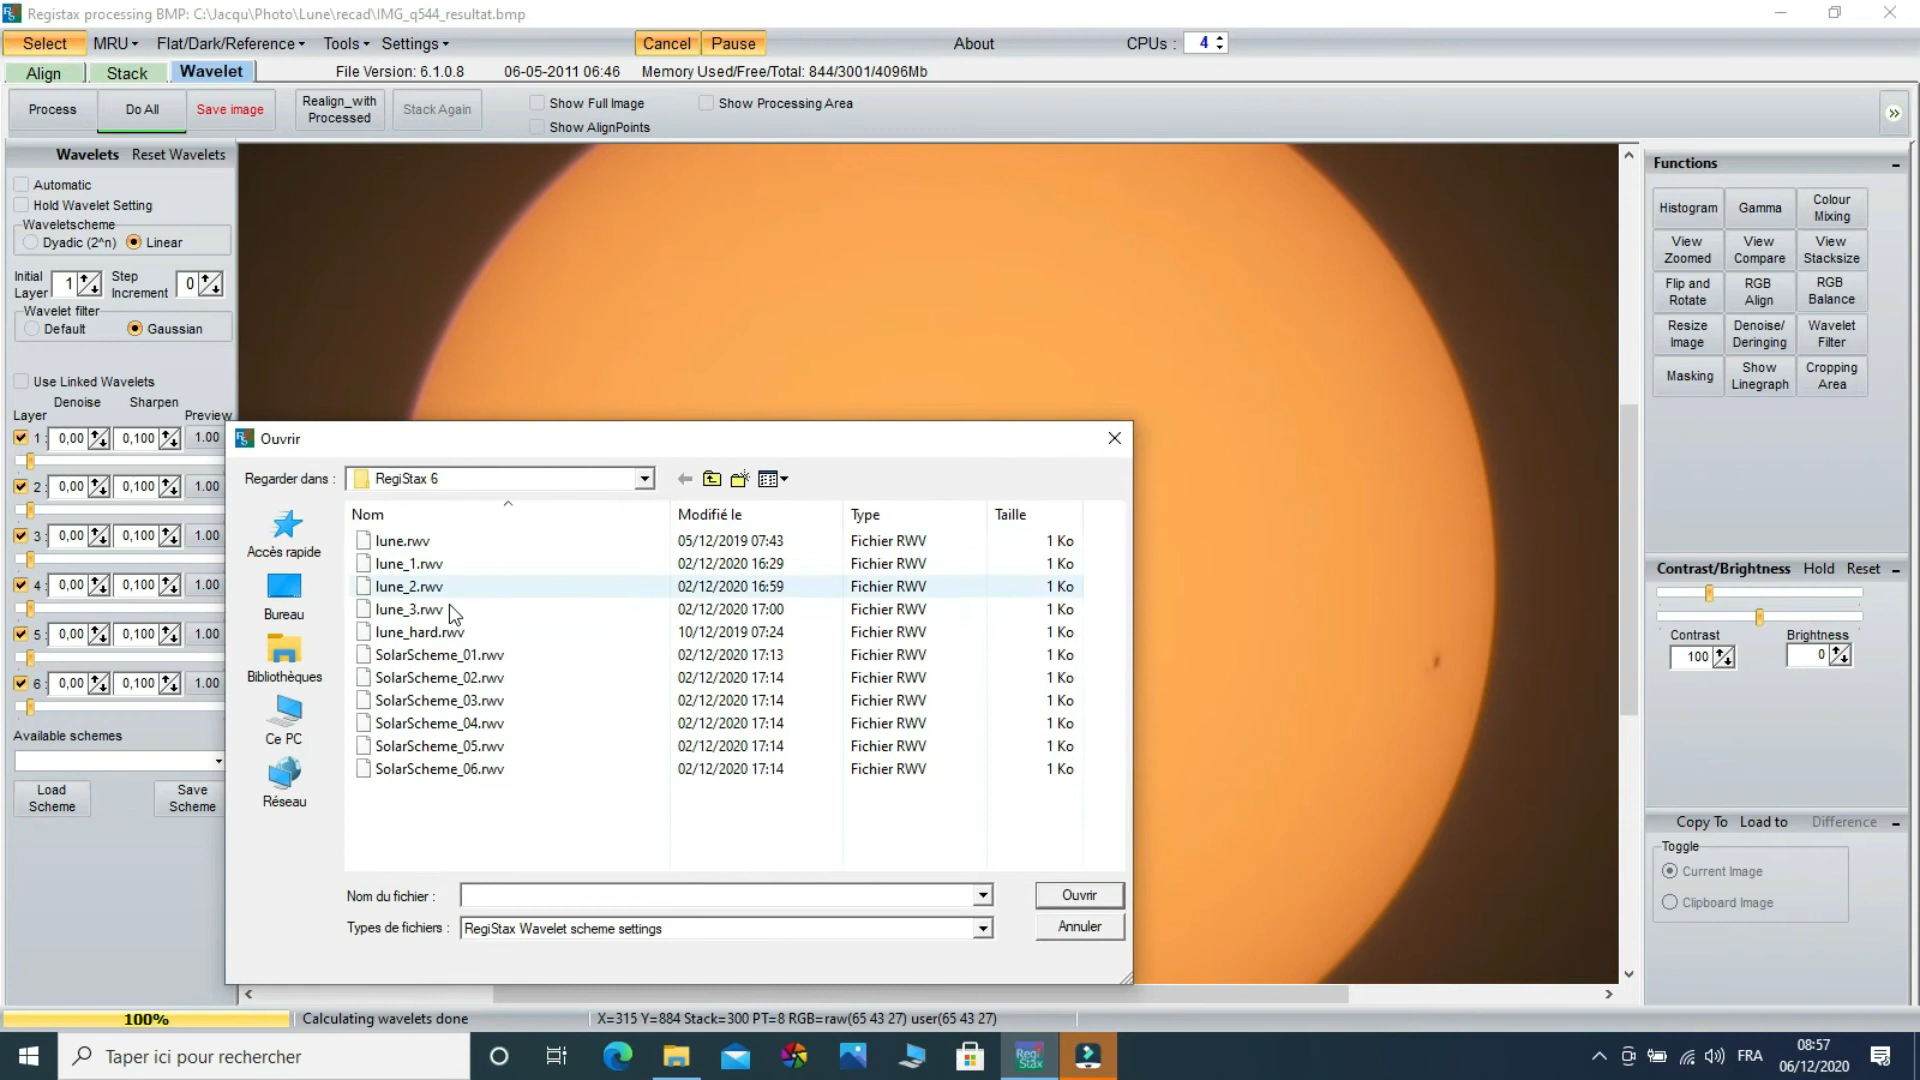 Registax processing BMP: C:\Jacqu\Photo\Lune\recad\IMG_q544_resultat.bmp
Select MRU Flat/Dark/Reference Tools Settings Cancel Pause About CPUs : 4
Align Stack Wavelet File Version: 6.1.0.8 06-05-2011 06:46 Memory Used/Free/Total: 844/3001/4096Mb
Process Do All Save image Realign_with Processed Stack Again Show Full Image Show Processing Area
Show AlignPoints
Wavelets Reset Wavelets
Automatic
Hold Wavelet Setting
Waveletscheme
Dyadic (2^n) Linear
Initial Layer 1 Step Increment 0
Wavelet filter
Default Gaussian
Use Linked Wavelets
Denoise Sharpen
Layer Preview
1 : 0,00 0,100 1.00
2 : 0,00 0,100 1.00
3 : 0,00 0,100 1.00
4 : 0,00 0,100 1.00
5 : 0,00 0,100 1.00
6 : 0,00 0,100 1.00
Available schemes
Load Scheme Save Scheme
Ouvrir
Regarder dans : RegiStax 6
Nom Modifié le Type Taille
lune.rwv 05/12/2019 07:43 Fichier RWV 1 Ko
lune_1.rwv 02/12/2020 16:29 Fichier RWV 1 Ko
lune_2.rwv 02/12/2020 16:59 Fichier RWV 1 Ko
lune_3.rwv 02/12/2020 17:00 Fichier RWV 1 Ko
lune_hard.rwv 10/12/2019 07:24 Fichier RWV 1 Ko
SolarScheme_01.rwv 02/12/2020 17:13 Fichier RWV 1 Ko
SolarScheme_02.rwv 02/12/2020 17:14 Fichier RWV 1 Ko
SolarScheme_03.rwv 02/12/2020 17:14 Fichier RWV 1 Ko
SolarScheme_04.rwv 02/12/2020 17:14 Fichier RWV 1 Ko
SolarScheme_05.rwv 02/12/2020 17:14 Fichier RWV 1 Ko
SolarScheme_06.rwv 02/12/2020 17:14 Fichier RWV 1 Ko
Accès rapide
Bureau
Bibliothèques
Ce PC
Réseau
Nom du fichier : Ouvrir
Types de fichiers : RegiStax Wavelet scheme settings Annuler
Functions
Histogram Gamma Colour Mixing
View Zoomed View Compare View Stacksize
Flip and Rotate RGB Align RGB Balance
Resize Image Denoise/ Deringing Wavelet Filter
Masking Show Linegraph Cropping Area
Contrast/Brightness Hold Reset
Contrast Brightness
100 0
Copy To Load to Difference
Toggle
Current Image
Clipboard Image
100% Calculating wavelets done X=315 Y=884 Stack=300 PT=8 RGB=raw(65 43 27) user(65 43 27)
Taper ici pour rechercher
Regi
Stax
FRA
08:57
06/12/2020